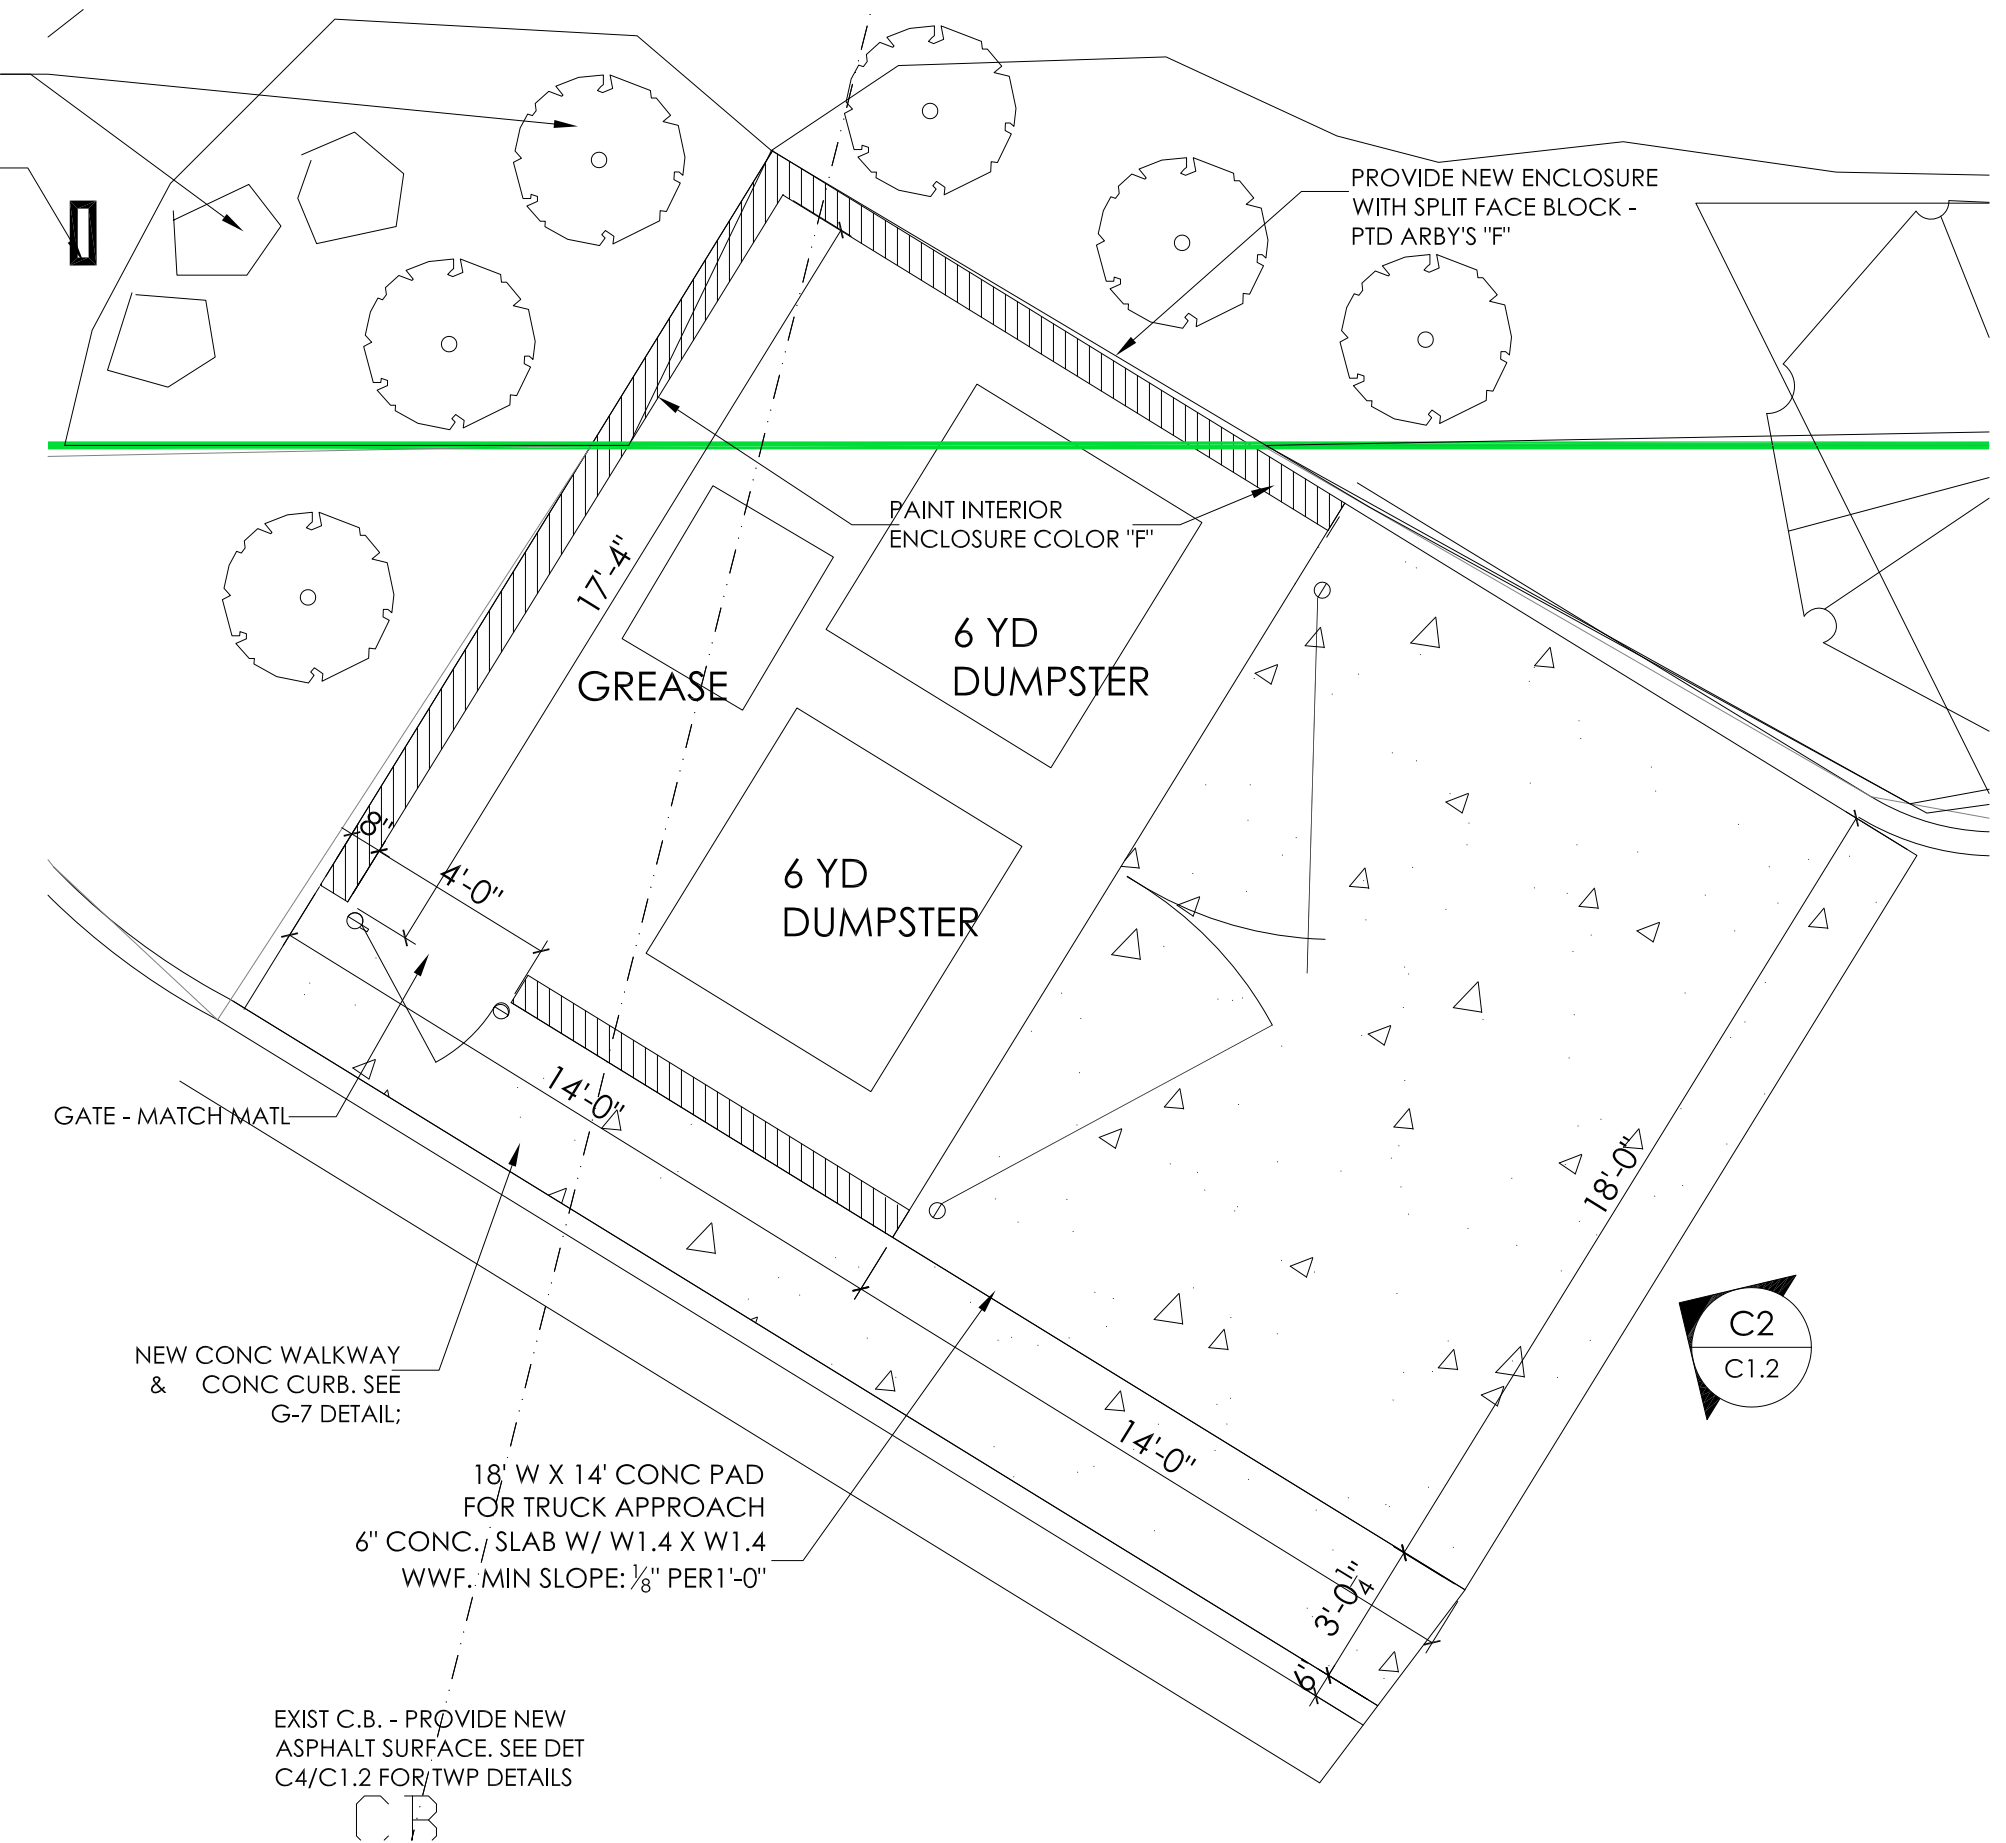 PROVIDE NEW ENCLOSURE
WITH SPLIT FACE BLOCK -
PTD ARBY'S "F"
PAINT INTERIOR
ENCLOSURE COLOR "F"
17'-4"
GREASE
6 YD
DUMPSTER
6 YD
DUMPSTER
8"
4'-0"
14'-0"
GATE - MATCH MATL
18'-0"
NEW CONC WALKWAY
& CONC CURB. SEE
G-7 DETAIL;
C2
C1.2
14'-0"
18' W X 14' CONC PAD
FOR TRUCK APPROACH
6" CONC. SLAB W/ W1.4 X W1.4
WWF. MIN SLOPE: ⅛" PER1'-0"
3'-0¼"
6"
EXIST C.B. - PROVIDE NEW
ASPHALT SURFACE. SEE DET
C4/C1.2 FOR TWP DETAILS
CB